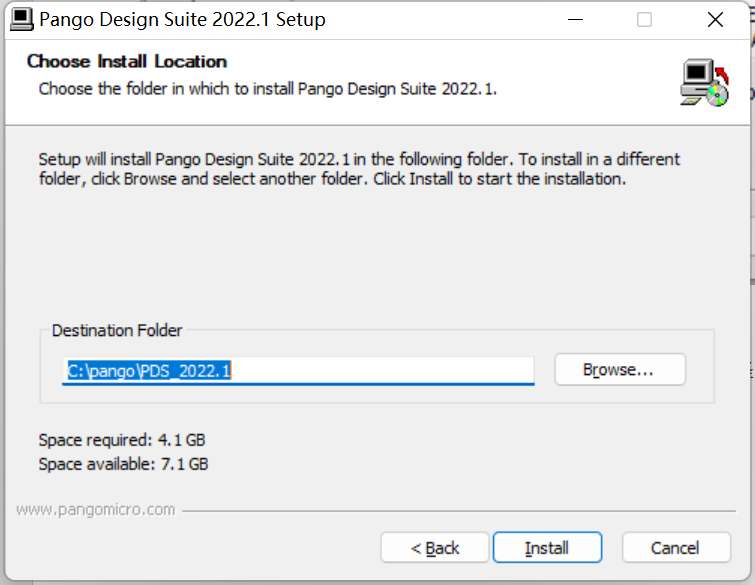 Pango Design Suite 2022.1 Setup
Choose Install Location
Choose the folder in which to install Pango Design Suite 2022.1.
Setup will install Pango Design Suite 2022.1 in the following folder. To install in a different
folder, click Browse and select another folder. Click Install to start the installation.
Destination Folder
C:\pango\PDS_2022.1
Browse...
Space required: 4.1 GB
Space available: 7.1 GB
www.pangomicro.com
< Back
Install
Cancel